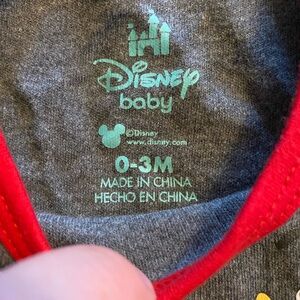 Disney
baby
©Disney
www.disney.com
0-3M
MADE IN CHINA
HECHO EN CHINA